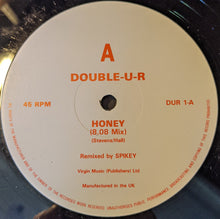 A
DOUBLE-U-R
45 RPM
DUR 1-A
HONEY
(8.08 Mix)
(Stevens/Hall)
Remixed by SPIKEY
Virgin Music (Publishers) Ltd
Manufactured in the UK